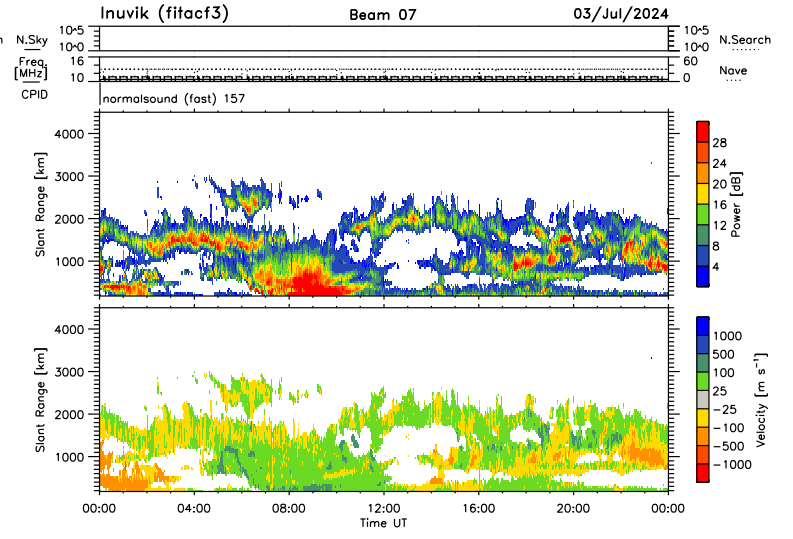 Inuvik (fitacf3) Beam 07 03/Jul/2024
N.Sky 10^5 10^5 N.Search
10^0 10^0
Freq. 16 60 Nave
[MHz] 10 0
CPID normalsound (fast) 157
Slant Range [km]
4000
3000
2000
1000
Power [dB]
28
24
20
16
12
8
4
Slant Range [km]
4000
3000
2000
1000
Velocity [m s⁻¹]
1000
500
100
25
−25
−100
−500
−1000
00:00 04:00 08:00 12:00 16:00 20:00 00:00
Time UT